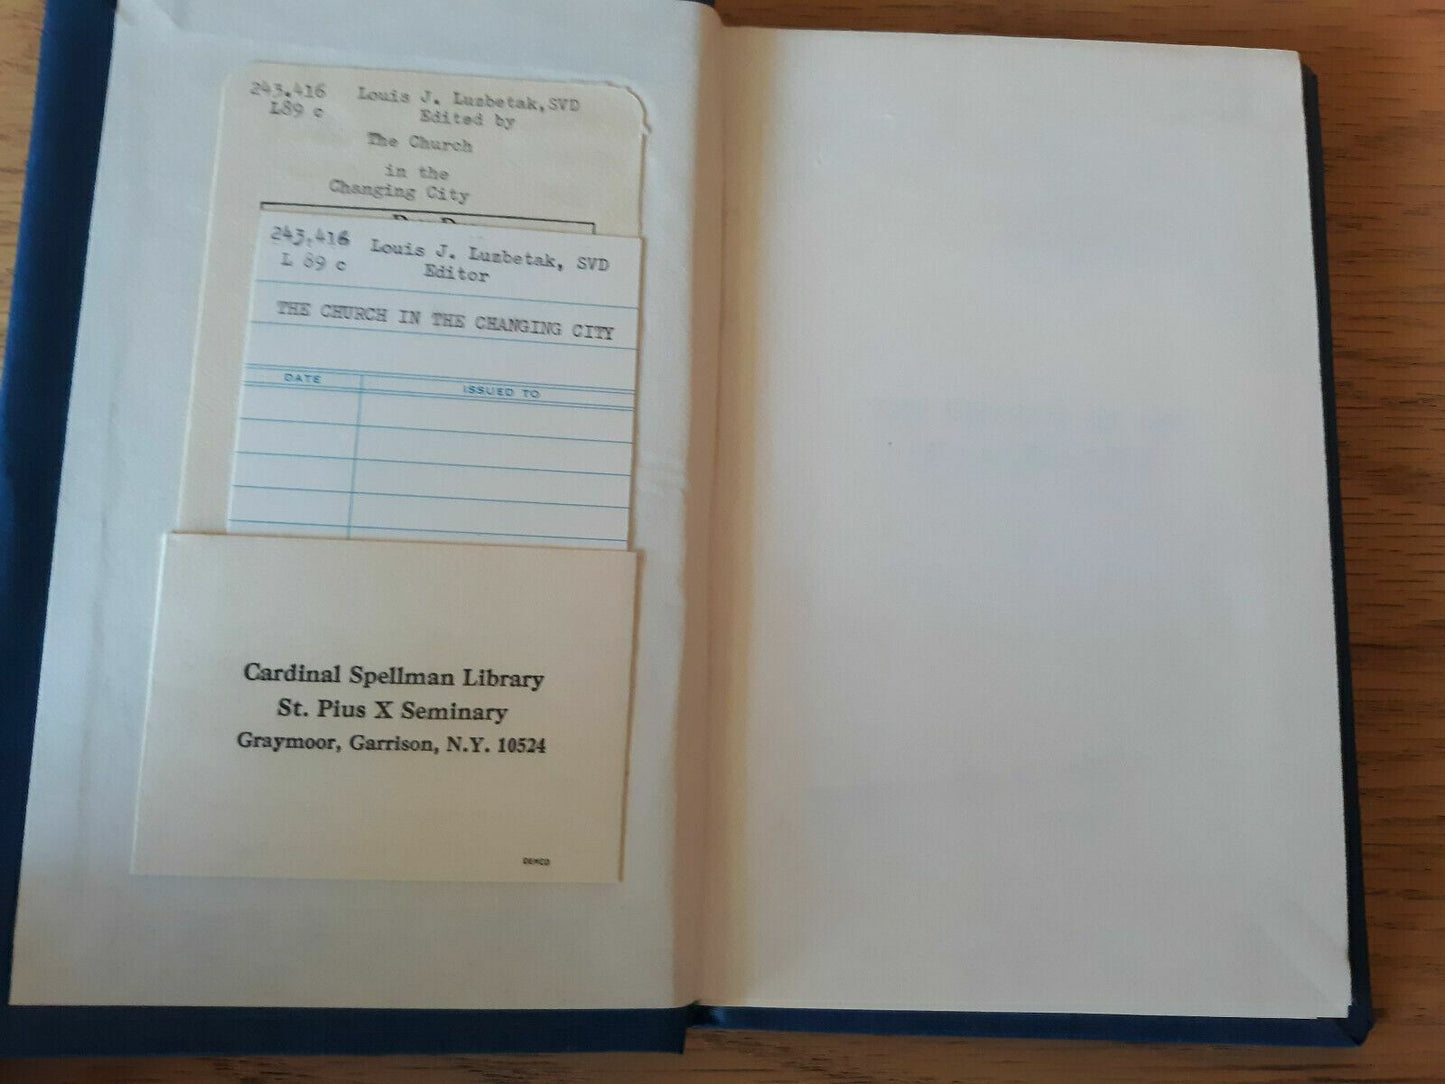 243.416 Louis J. Luzbetak, SVD
L89 c Edited by
The Church
in the
Changing City
243.416 Louis J. Luzbetak, SVD
L 89 c Editor
THE CHURCH IN THE CHANGING CITY
DATE ISSUED TO
Cardinal Spellman Library
St. Pius X Seminary
Graymoor, Garrison, N.Y. 10524
DEMCO